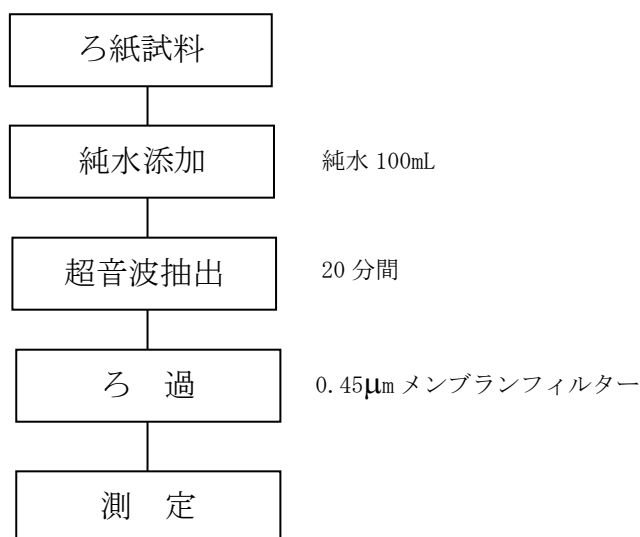 ろ紙試料
純水添加 純水 100mL
超音波抽出 20 分間
ろ 過 0.45μm メンブランフィルター
測 定